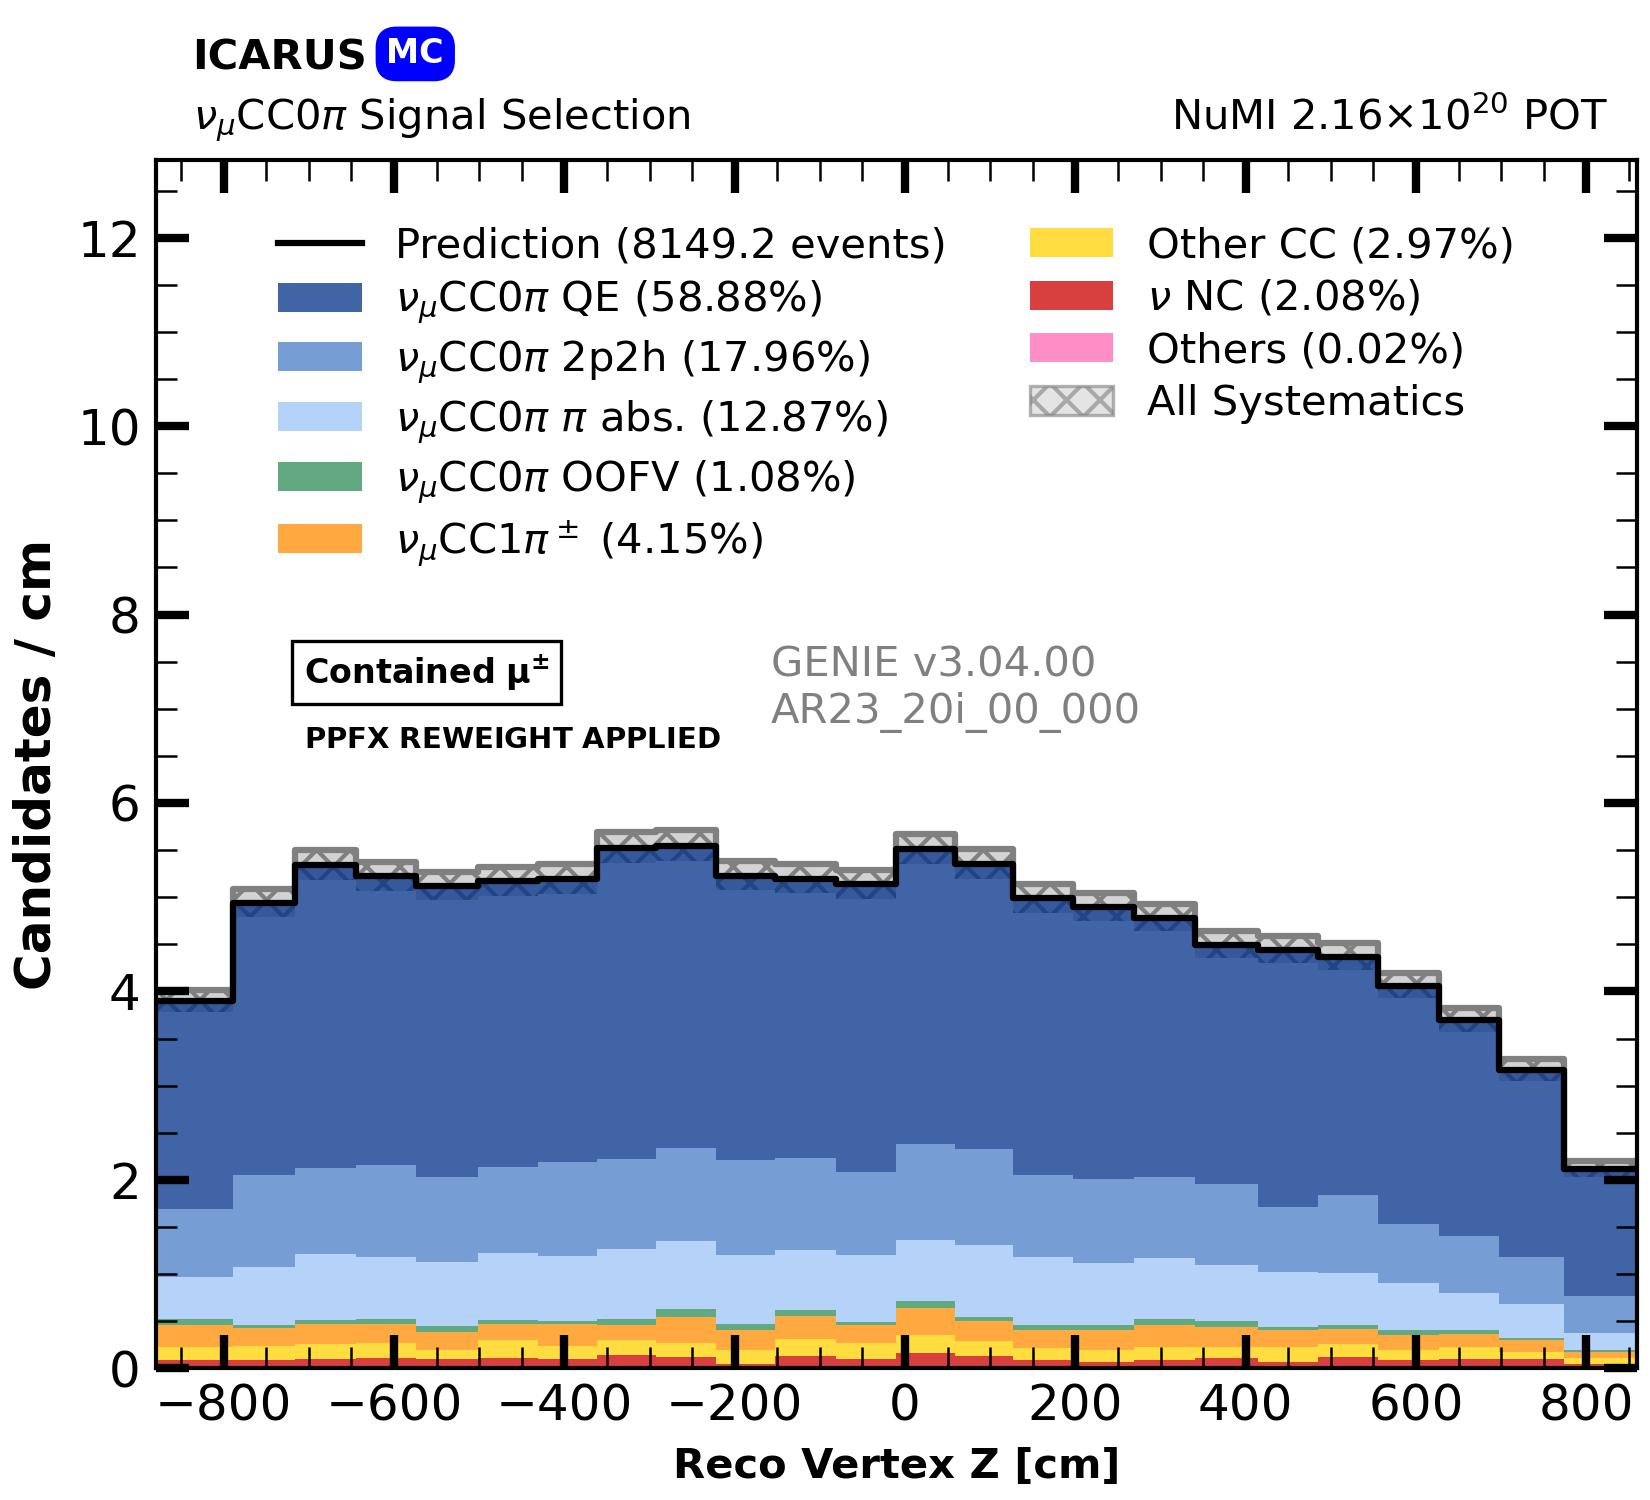 ICARUS MC
νμCC0π Signal Selection
NuMI 2.16×10²⁰ POT
Prediction (8149.2 events)
νμCC0π QE (58.88%)
νμCC0π 2p2h (17.96%)
νμCC0π π abs. (12.87%)
νμCC0π OOFV (1.08%)
νμCC1π± (4.15%)
Other CC (2.97%)
ν NC (2.08%)
Others (0.02%)
All Systematics
Contained μ±
PPFX REWEIGHT APPLIED
GENIE v3.04.00
AR23_20i_00_000
Candidates / cm
12
10
8
6
4
2
0
−800 −600 −400 −200 0 200 400 600 800
Reco Vertex Z [cm]